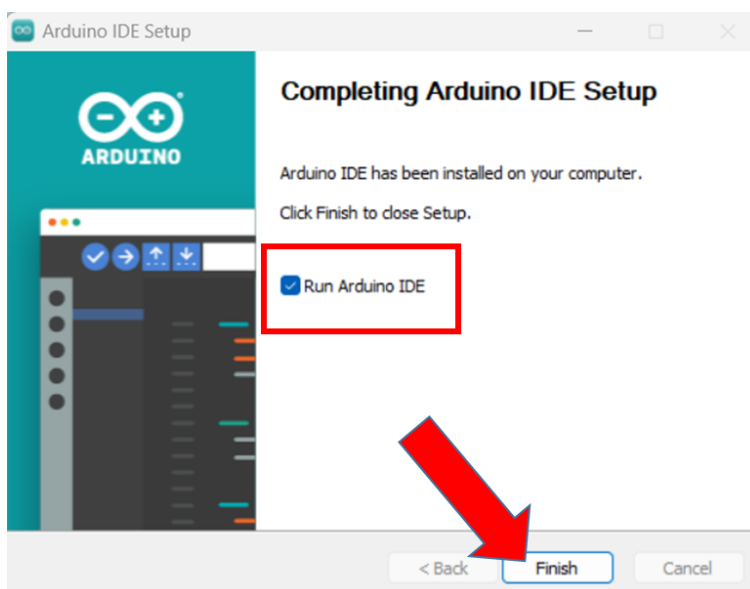 Arduino IDE Setup
ARDUINO
Completing Arduino IDE Setup
Arduino IDE has been installed on your computer.
Click Finish to close Setup.
Run Arduino IDE
< Back
Finish
Cancel